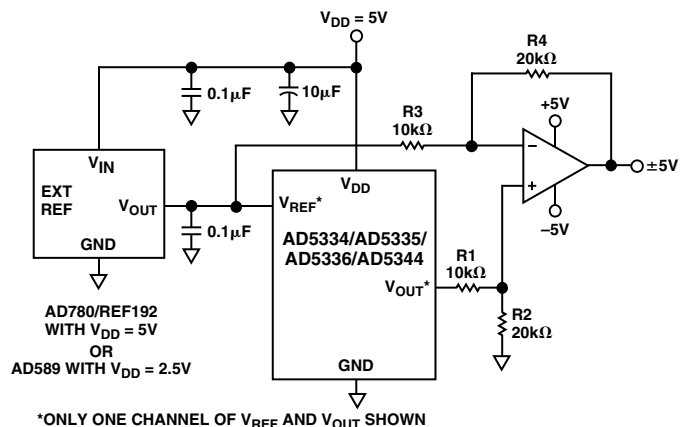 V_DD = 5V
R4
20kΩ
0.1μF
10μF
R3
10kΩ
+5V
−
+
±5V
−5V
V_IN
EXT
REF
V_OUT
GND
0.1μF
V_DD
V_REF*
AD5334/AD5335/
AD5336/AD5344
V_OUT*
GND
R1
10kΩ
R2
20kΩ
AD780/REF192
WITH V_DD = 5V
OR
AD589 WITH V_DD = 2.5V
*ONLY ONE CHANNEL OF V_REF AND V_OUT SHOWN